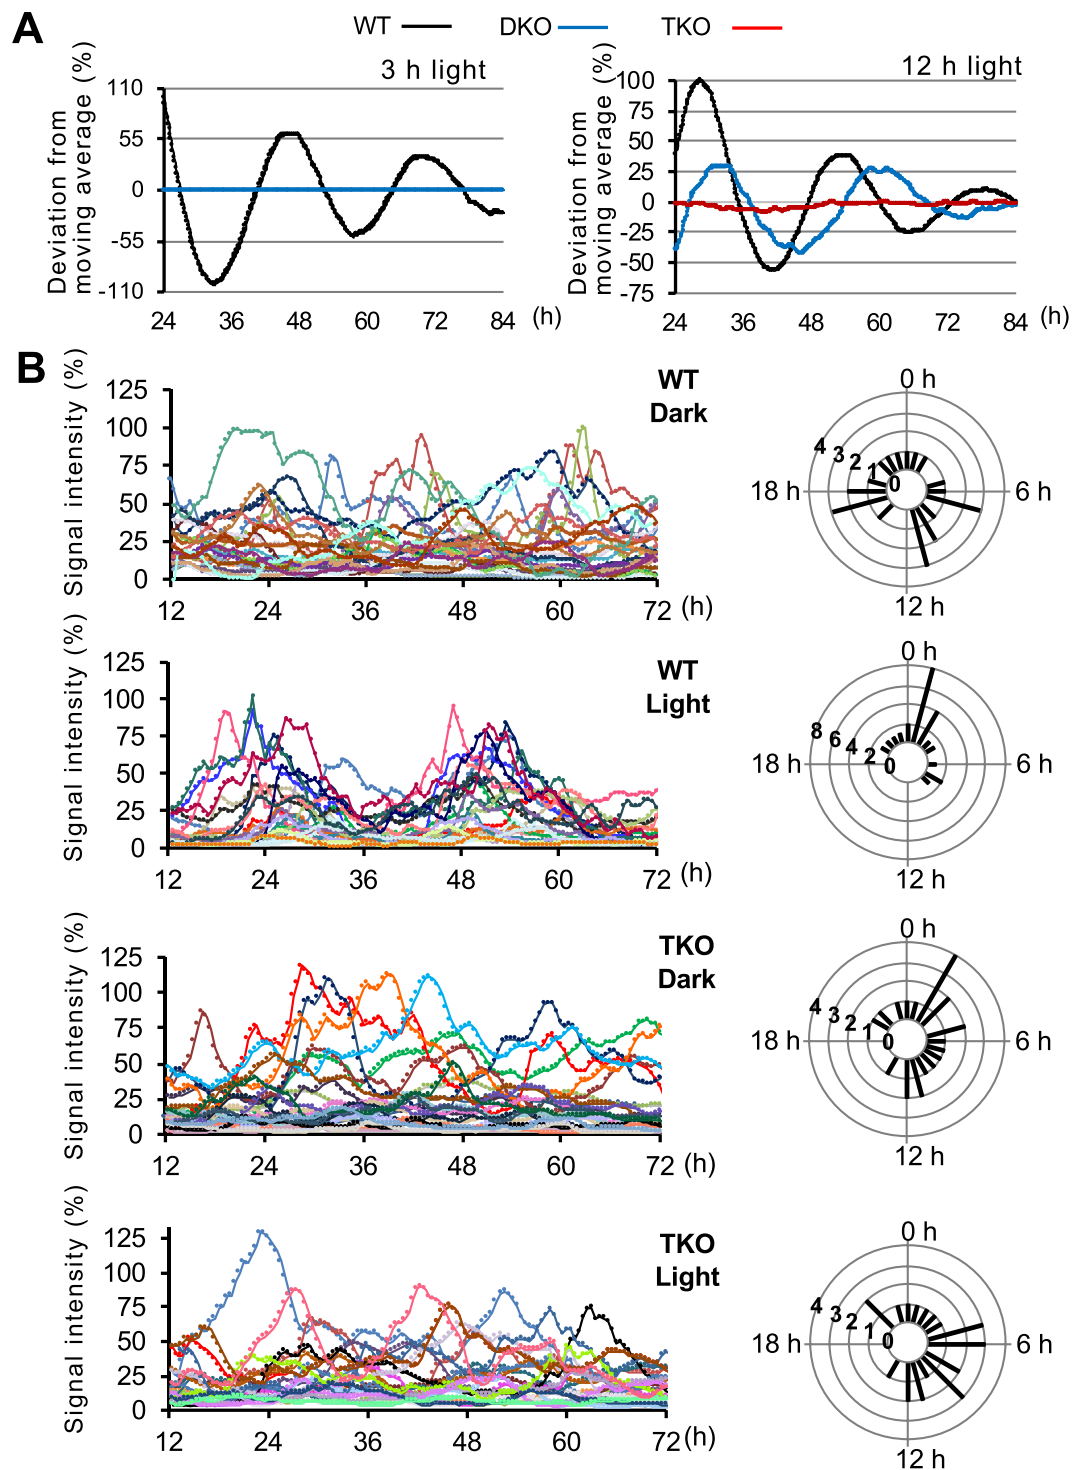 A
WT DKO TKO
3 h light
12 h light
Deviation from
moving average (%)
110
55
0
-55
-110
24 36 48 60 72 84 (h)
Deviation from
moving average (%)
100
75
50
25
0
-25
-50
-75
24 36 48 60 72 84 (h)
B
Signal intensity (%)
125
100
75
50
25
0
12 24 36 48 60 72 (h)
WT
Dark
0 h
4 3 2 1 0
18 h
6 h
12 h
Signal intensity (%)
125
100
75
50
25
0
12 24 36 48 60 72 (h)
WT
Light
0 h
8 6 4 2 0
18 h
6 h
12 h
Signal intensity (%)
125
100
75
50
25
0
12 24 36 48 60 72 (h)
TKO
Dark
0 h
4 3 2 1 0
18 h
6 h
12 h
Signal intensity (%)
125
100
75
50
25
0
12 24 36 48 60 72 (h)
TKO
Light
0 h
4 3 2 1 0
18 h
6 h
12 h